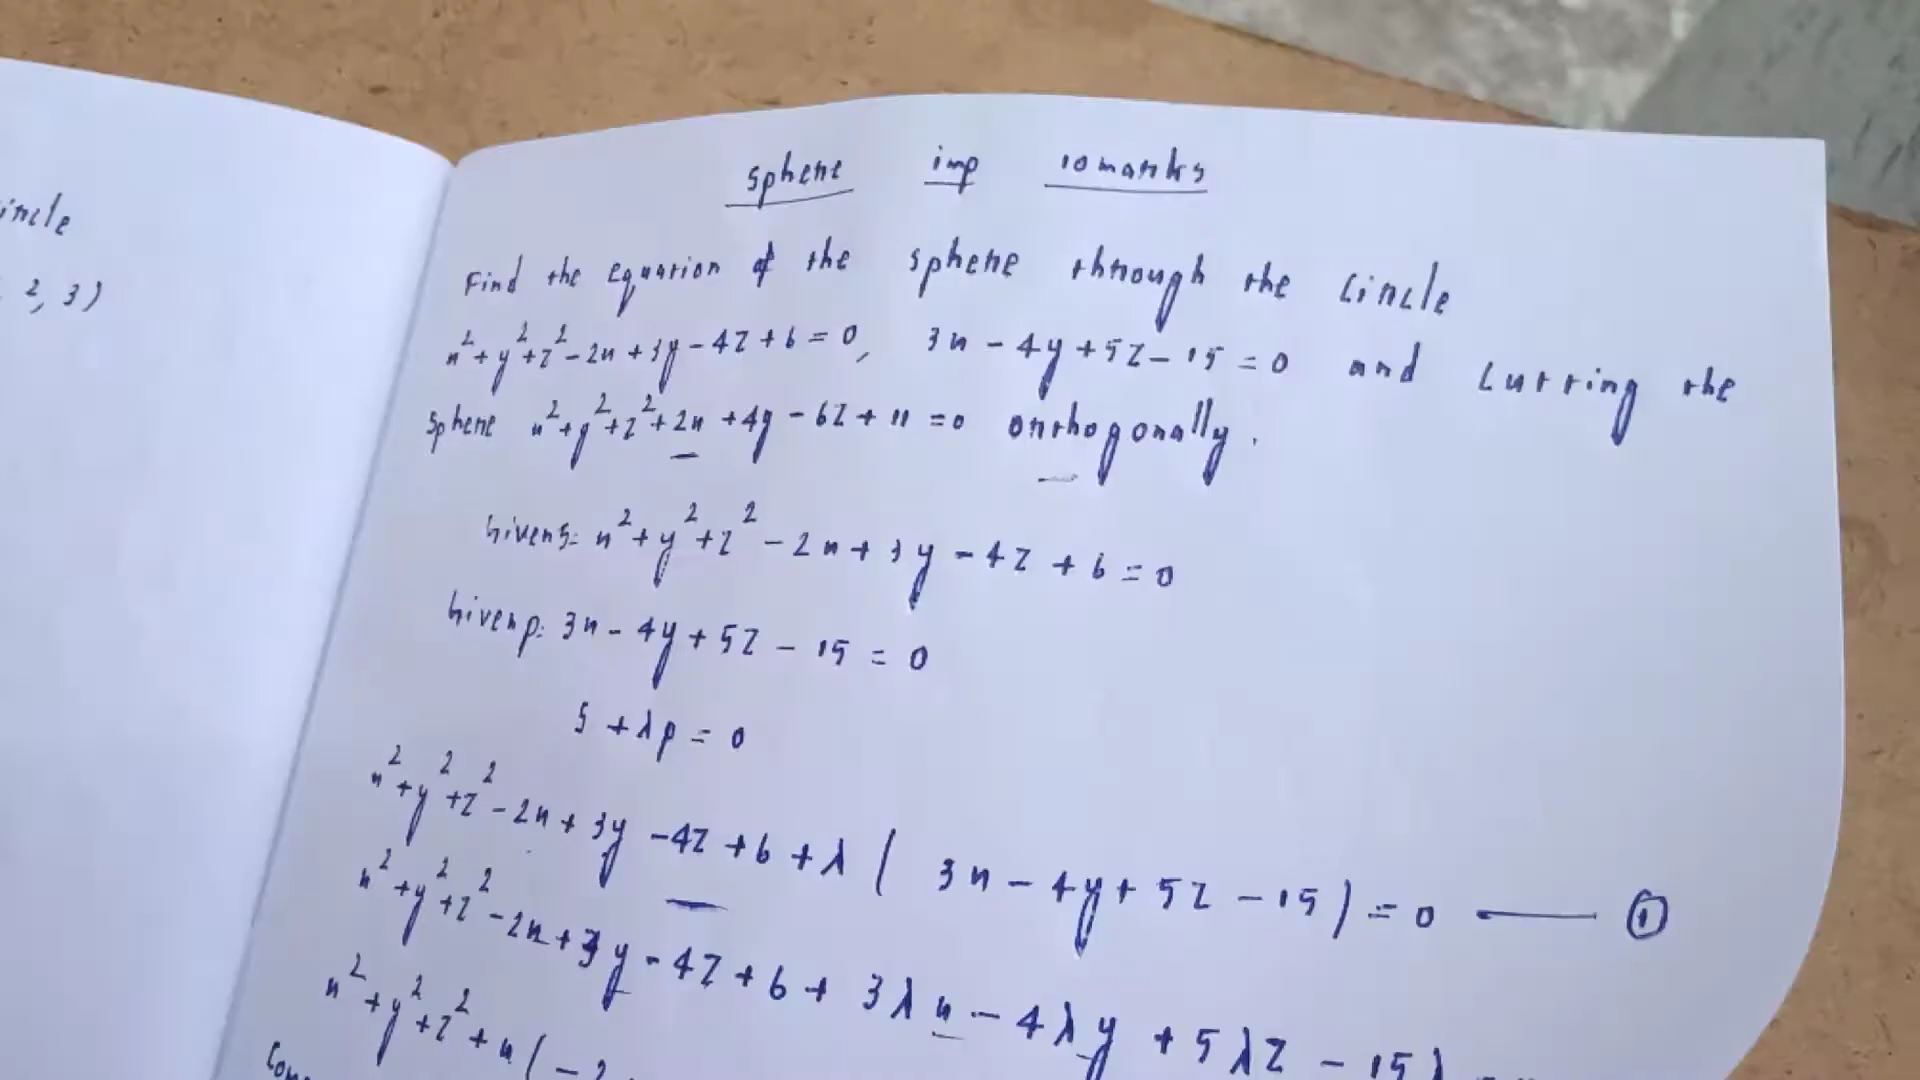 incle
2, 3)
Sphere imp 10marks
Find the equation of the sphere through the circle
x²+y²+z²-2x+3y-4z+6=0, 3x-4y+5z-15=0 and cutting the
sphere x²+y²+z²+2x+4y-6z+11=0 orthogonally.
Given s: x²+y²+z²-2x+3y-4z+6=0
Given p: 3x-4y+5z-15=0
S+λp=0
x²+y²+z²-2x+3y-4z+6+λ(3x-4y+5z-15)=0 —— ①
x²+y²+z²-2x+3y-4z+6+3λx-4λy+5λz-15λ
x²+y²+z²+x(-2